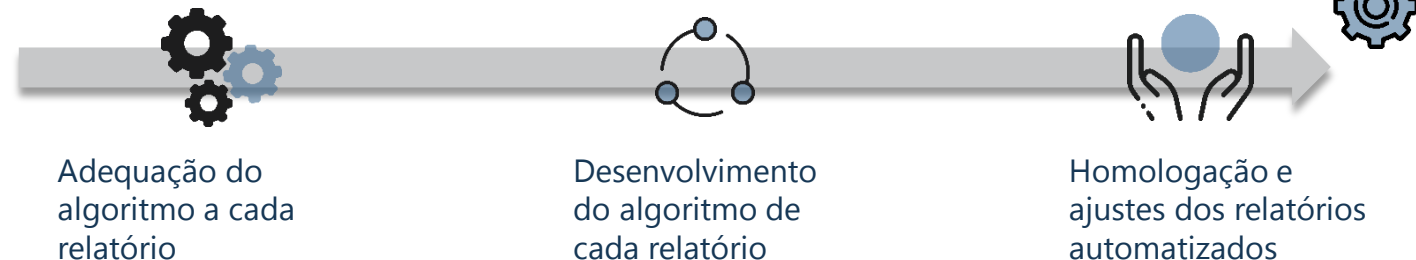 Adequação do
algoritmo a cada
relatório
Desenvolvimento
do algoritmo de
cada relatório
Homologação e
ajustes dos relatórios
automatizados